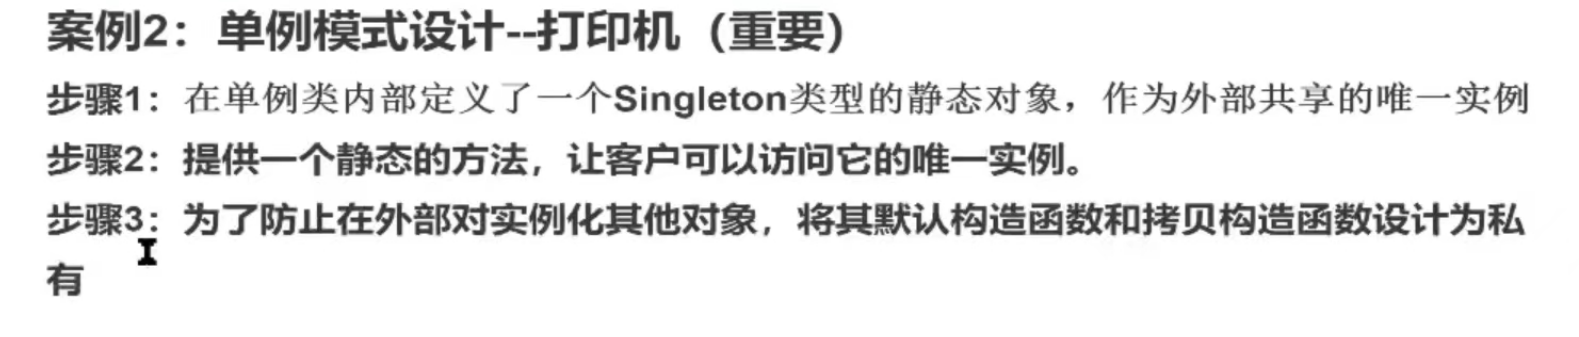 案例2：单例模式设计--打印机（重要）
步骤1：在单例类内部定义了一个Singleton类型的静态对象，作为外部共享的唯一实例
步骤2：提供一个静态的方法，让客户可以访问它的唯一实例。
步骤3：为了防止在外部对实例化其他对象，将其默认构造函数和拷贝构造函数设计为私
有